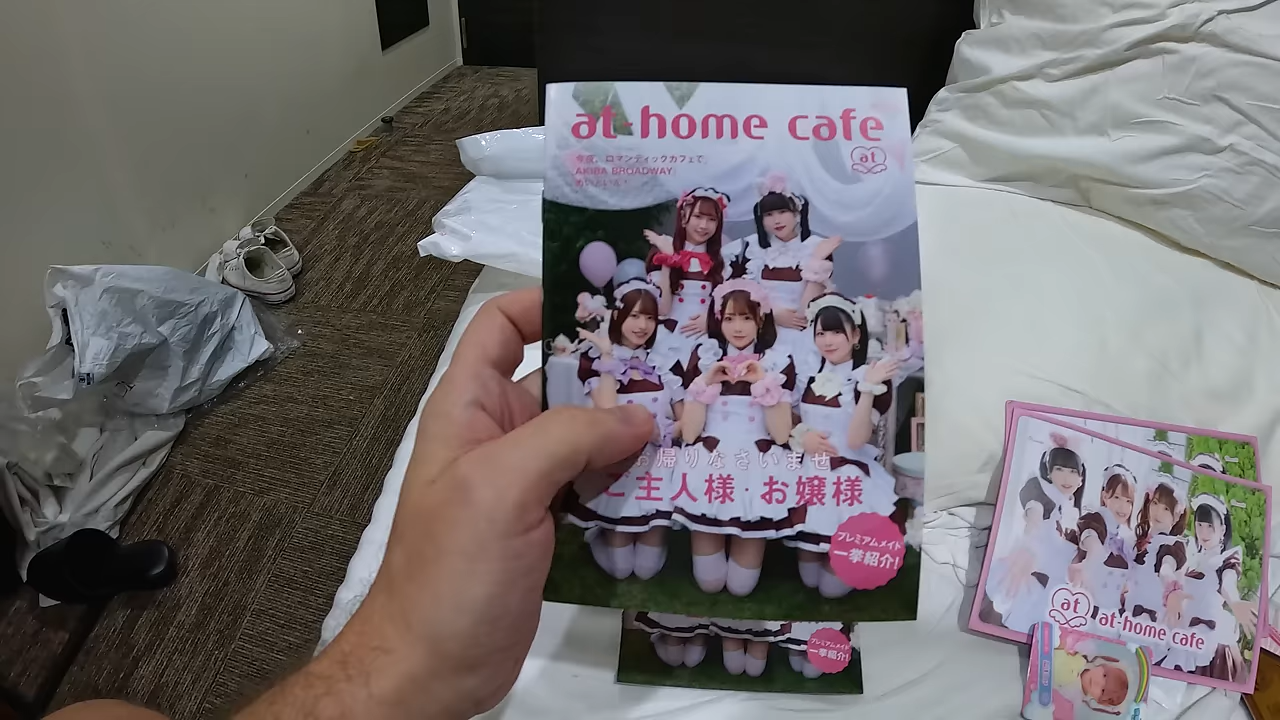 at home cafe
at
今夜、ロマンティックカフェで
AKIBA BROADWAY
お帰りなさいませ
ご主人様・お嬢様
プレミアムメイド
一挙紹介!
プレミアムメイド
一挙紹介!
at
at home cafe